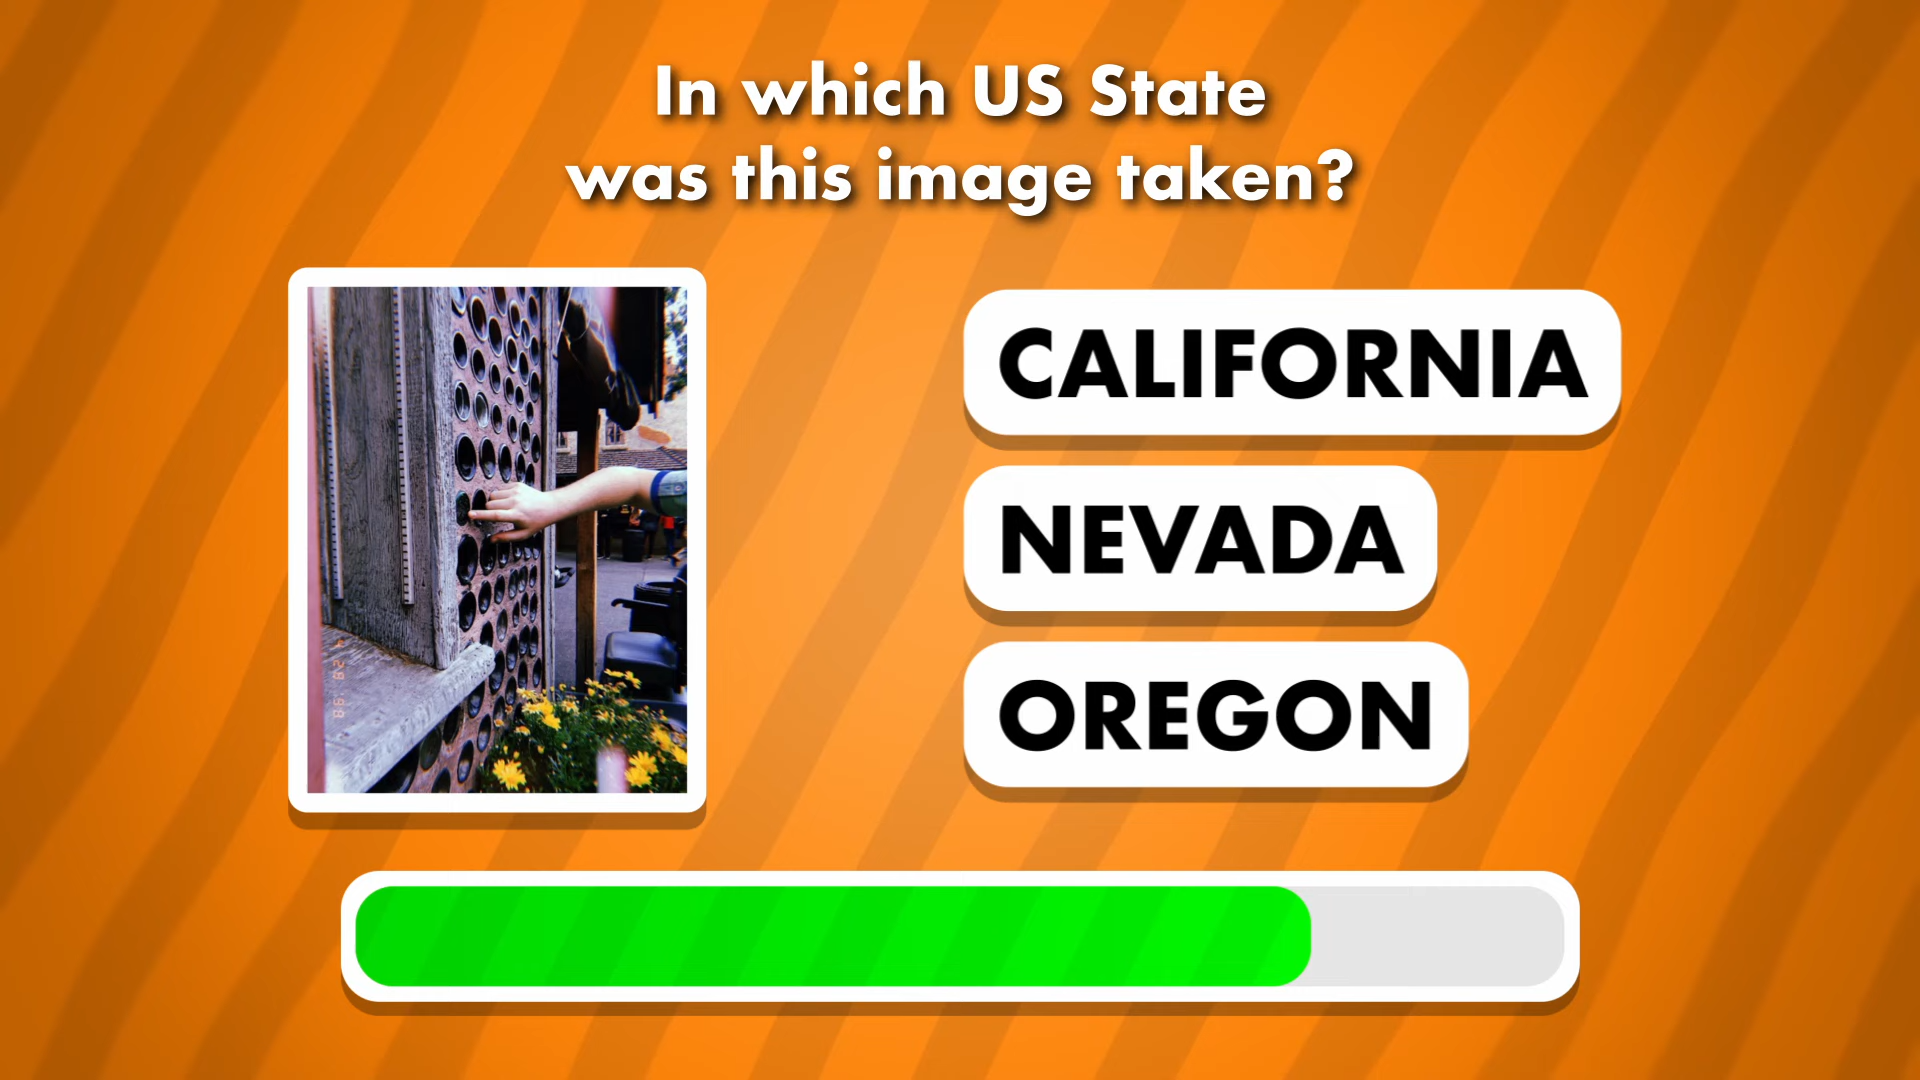 In which US State
was this image taken?
CALIFORNIA
NEVADA
OREGON